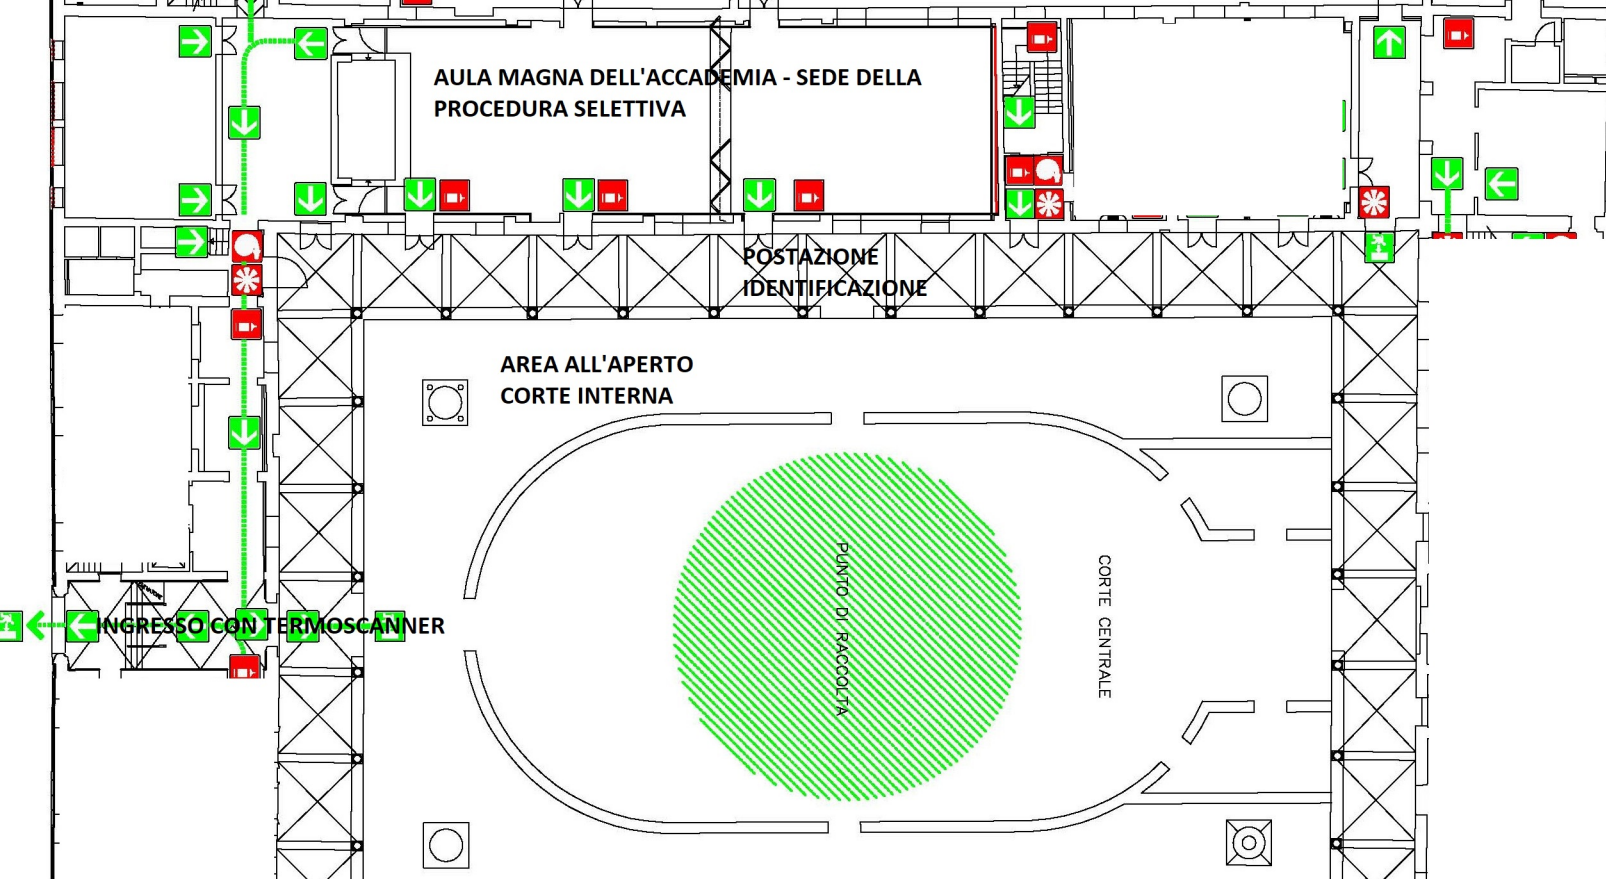 AULA MAGNA DELL'ACCADEMIA - SEDE DELLA
PROCEDURA SELETTIVA
POSTAZIONE
IDENTIFICAZIONE
AREA ALL'APERTO
CORTE INTERNA
PUNTO DI RACCOLTA
CORTE CENTRALE
INGRESSO CON TERMOSCANNER